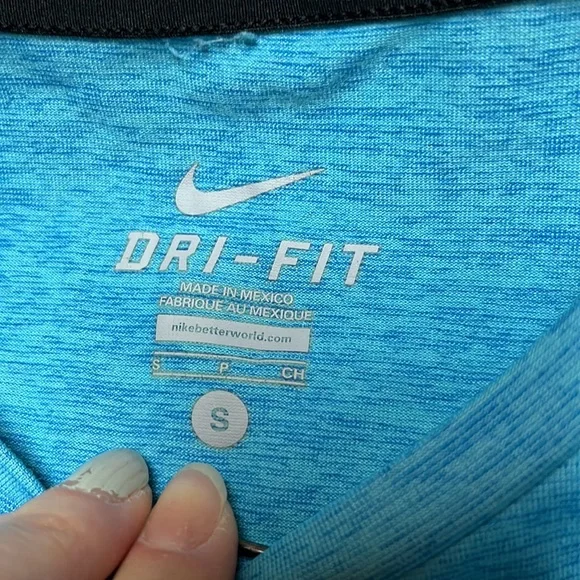 DRI-FIT
MADE IN MEXICO
FABRIQUE AU MEXIQUE
nikebetterworld.com
S P CH
S